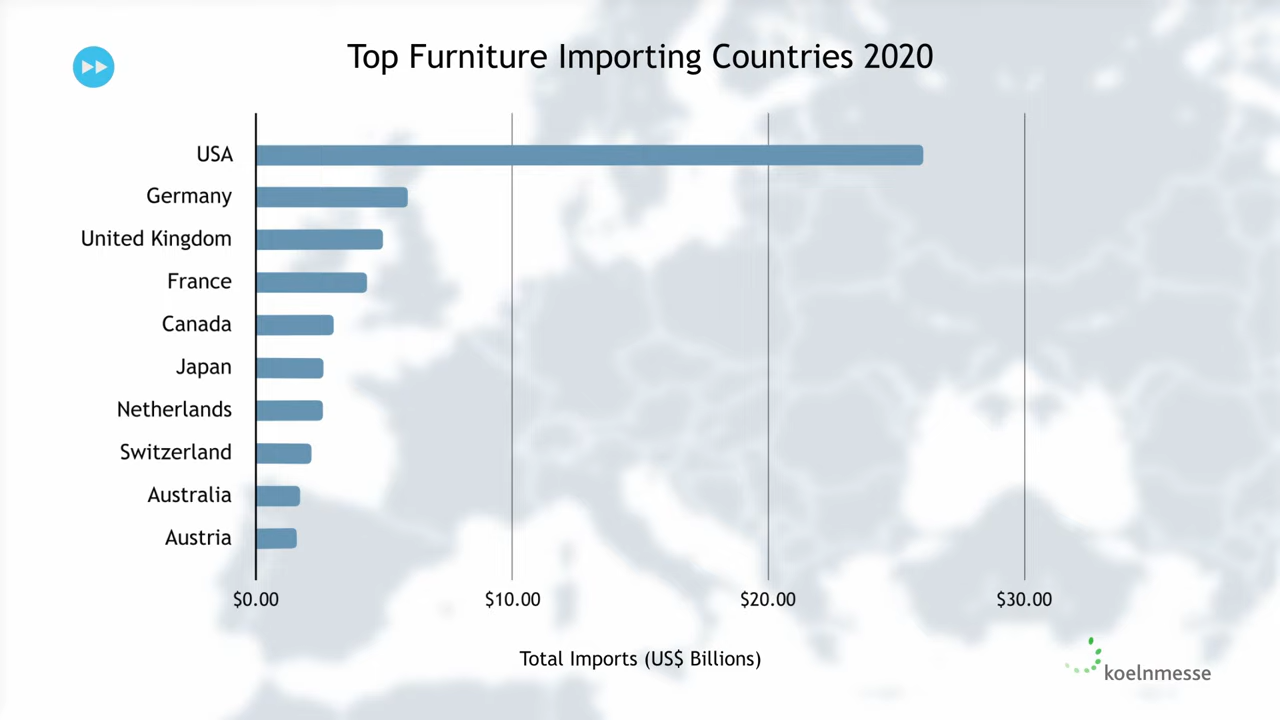 Top Furniture Importing Countries 2020
USA
Germany
United Kingdom
France
Canada
Japan
Netherlands
Switzerland
Australia
Austria
$0.00 $10.00 $20.00 $30.00
Total Imports (US$ Billions)
koelnmesse